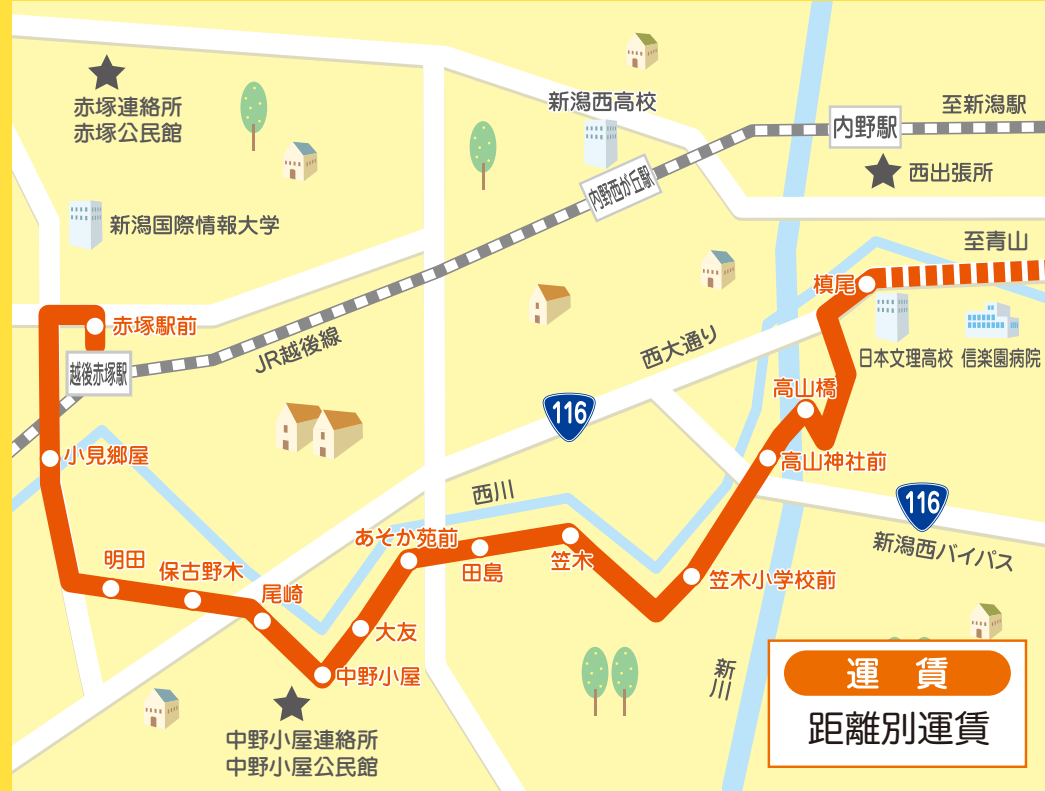 赤塚連絡所
赤塚公民館
新潟西高校
至新潟駅
内野駅
西出張所
内野西が丘駅
新潟国際情報大学
至青山
槙尾
赤塚駅前
JR越後線
西大通り
日本文理高校
信楽園病院
越後赤塚駅
高山橋
116
小見郷屋
高山神社前
西川
116
新潟西バイパス
あそか苑前
田島
笠木
明田
保古野木
尾崎
笠木小学校前
大友
中野小屋
新川
運賃
距離別運賃
中野小屋連絡所
中野小屋公民館